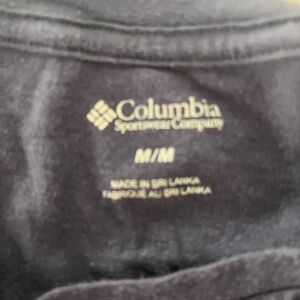 Columbia
Sportswear Company
M/M
MADE IN SRI LANKA
FABRIQUÉ AU SRI LANKA